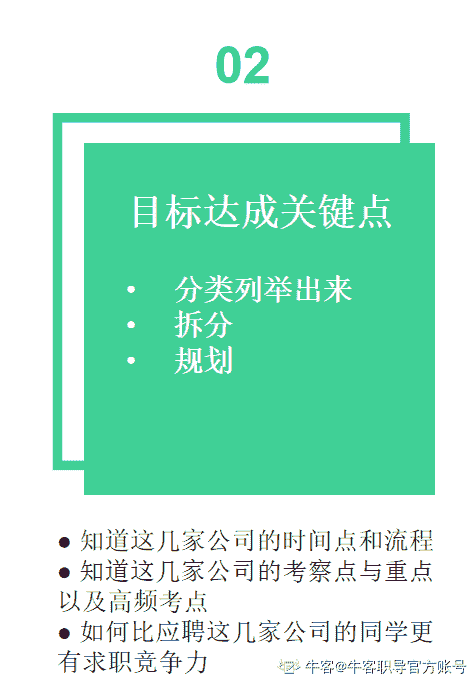 02
目标达成关键点
• 分类列举出来
• 拆分
• 规划
● 知道这几家公司的时间点和流程
● 知道这几家公司的考察点与重点
以及高频考点
● 如何比应聘这几家公司的同学更
有求职竞争力
牛客@牛客职导官方账号